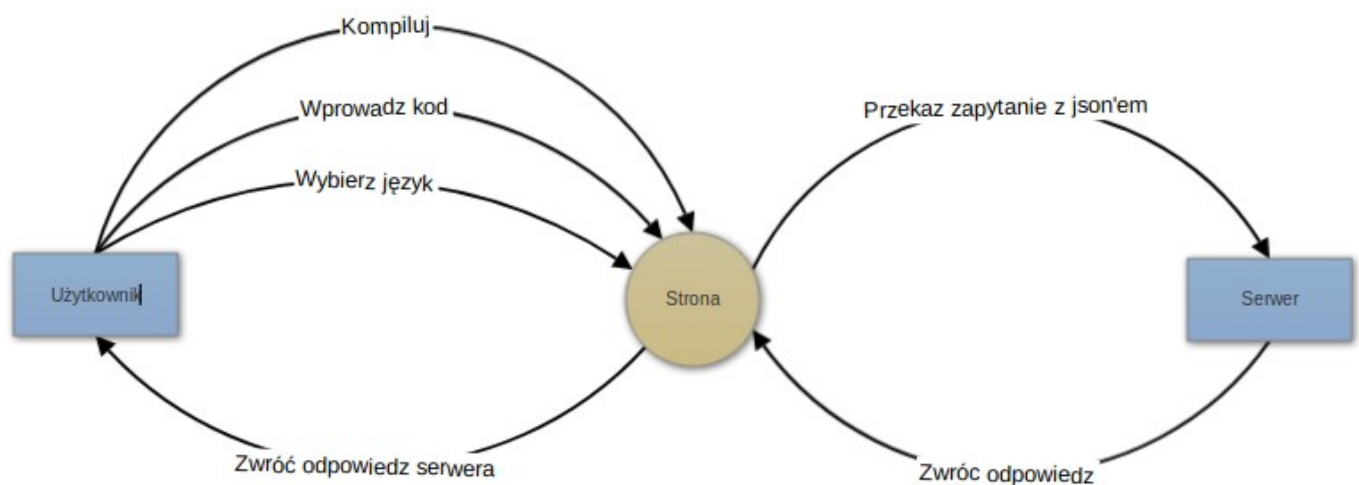 Kompiluj
Wprowadz kod
Przekaz zapytanie z json'em
Wybierz język
Użytkownik
Strona
Serwer
Zwróć odpowiedz serwera
Zwróc odpowiedz